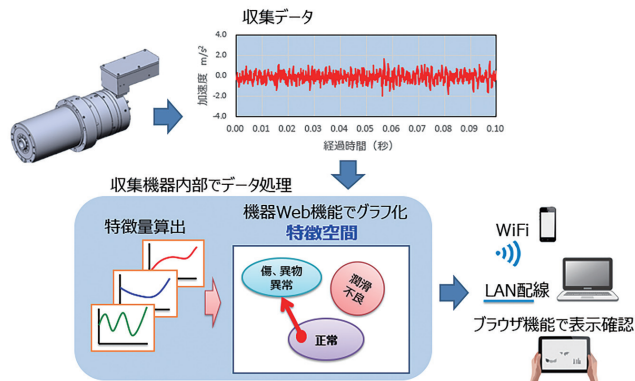 収集データ
加速度 m/s²
4.0
2.0
0.0
-2.0
-4.0
0.00 0.01 0.02 0.03 0.04 0.05 0.06 0.07 0.08 0.09 0.10
経過時間（秒）
収集機器内部でデータ処理
特徴量算出
機器Web機能でグラフ化
特徴空間
傷、異物
異常
潤滑
不良
正常
WiFi
LAN配線
ブラウザ機能で表示確認